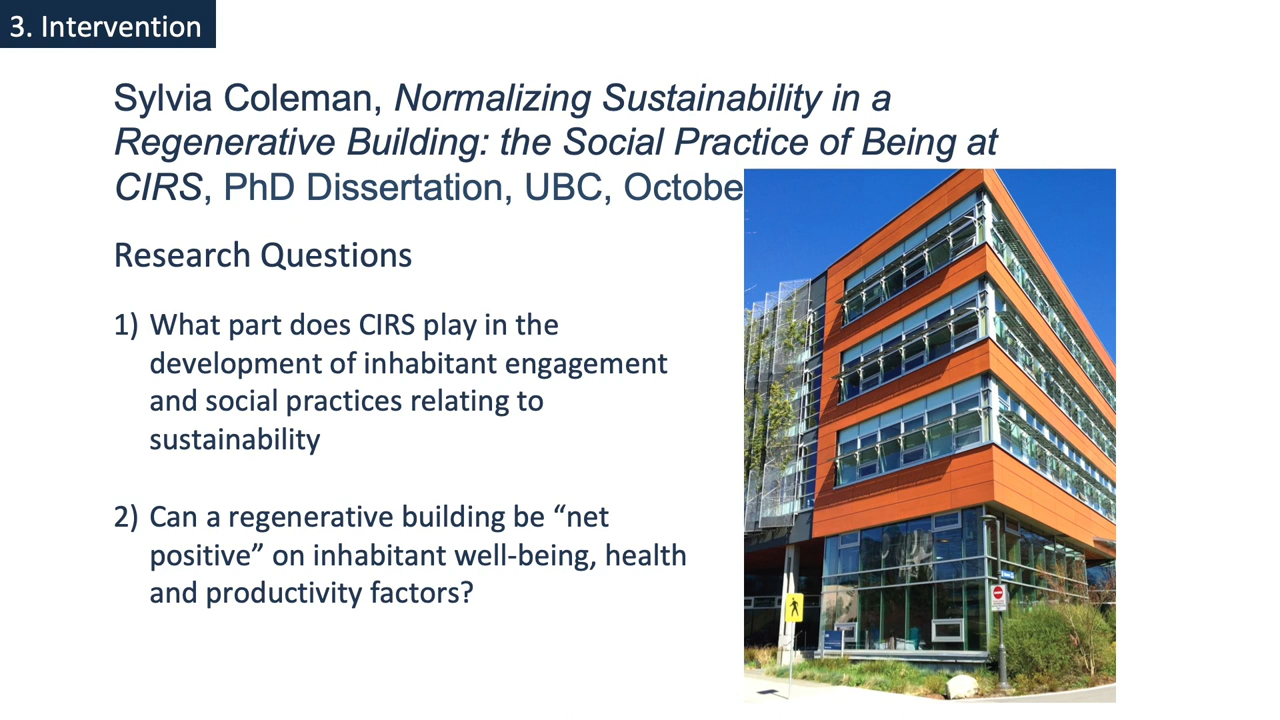 3. Intervention
Sylvia Coleman, Normalizing Sustainability in a
Regenerative Building: the Social Practice of Being at
CIRS, PhD Dissertation, UBC, Octobe
Research Questions
1) What part does CIRS play in the
development of inhabitant engagement
and social practices relating to
sustainability
2) Can a regenerative building be “net
positive” on inhabitant well-being, health
and productivity factors?